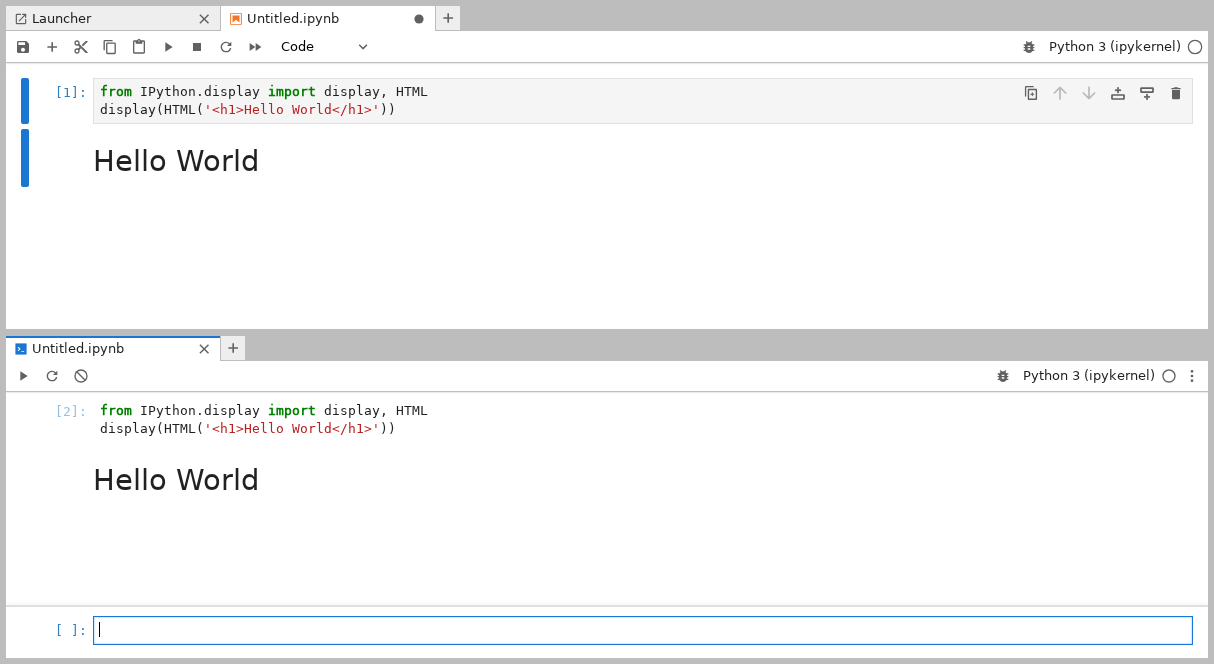 Launcher
Untitled.ipynb
Code
Python 3 (ipykernel)
[1]:
from IPython.display import display, HTML
display(HTML('<h1>Hello World</h1>'))
Hello World
Untitled.ipynb
Python 3 (ipykernel)
[2]:
from IPython.display import display, HTML
display(HTML('<h1>Hello World</h1>'))
Hello World
[ ]: